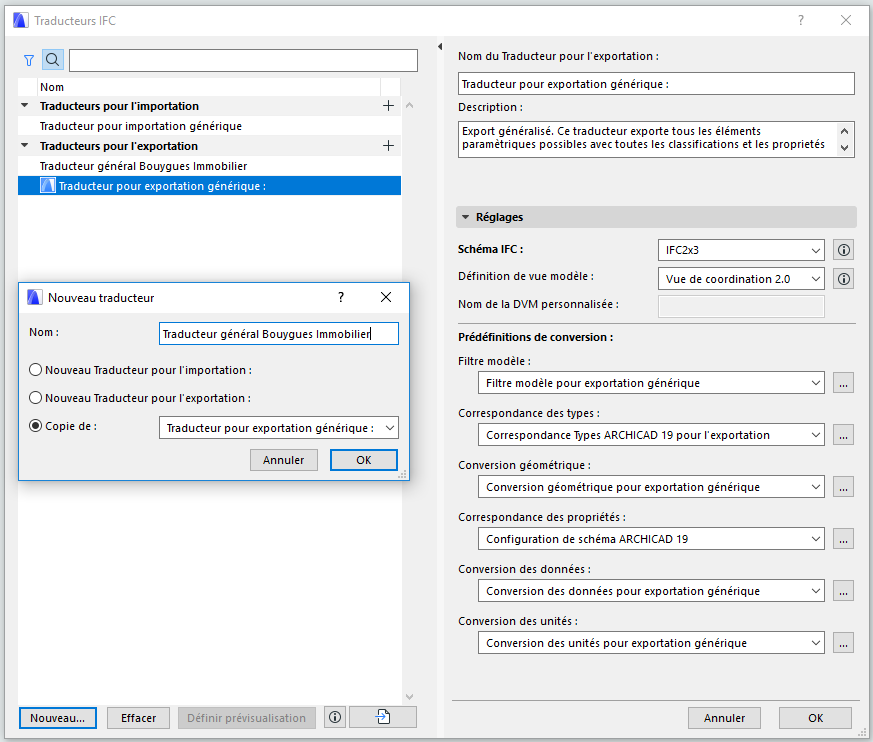 Traducteurs IFC
Nom
Traducteurs pour l'importation
Traducteur pour importation générique
Traducteurs pour l'exportation
Traducteur général Bouygues Immobilier
Traducteur pour exportation générique :
Nouveau traducteur
?
Nom :
Traducteur général Bouygues Immobilier
Nouveau Traducteur pour l'importation :
Nouveau Traducteur pour l'exportation :
Copie de :
Traducteur pour exportation générique :
Annuler
OK
Nouveau...
Effacer
Définir prévisualisation
?
Nom du Traducteur pour l'exportation :
Traducteur pour exportation générique :
Description :
Export généralisé. Ce traducteur exporte tous les éléments
paramètriques possibles avec toutes les classifications et les propriétés
Réglages
Schéma IFC :
IFC2x3
Définition de vue modèle :
Vue de coordination 2.0
Nom de la DVM personnalisée :
Prédéfinitions de conversion :
Filtre modèle :
Filtre modèle pour exportation générique
...
Correspondance des types :
Correspondance Types ARCHICAD 19 pour l'exportation
...
Conversion géométrique :
Conversion géométrique pour exportation générique
...
Correspondance des propriétés :
Configuration de schéma ARCHICAD 19
...
Conversion des données :
Conversion des données pour exportation générique
...
Conversion des unités :
Conversion des unités pour exportation générique
...
Annuler
OK